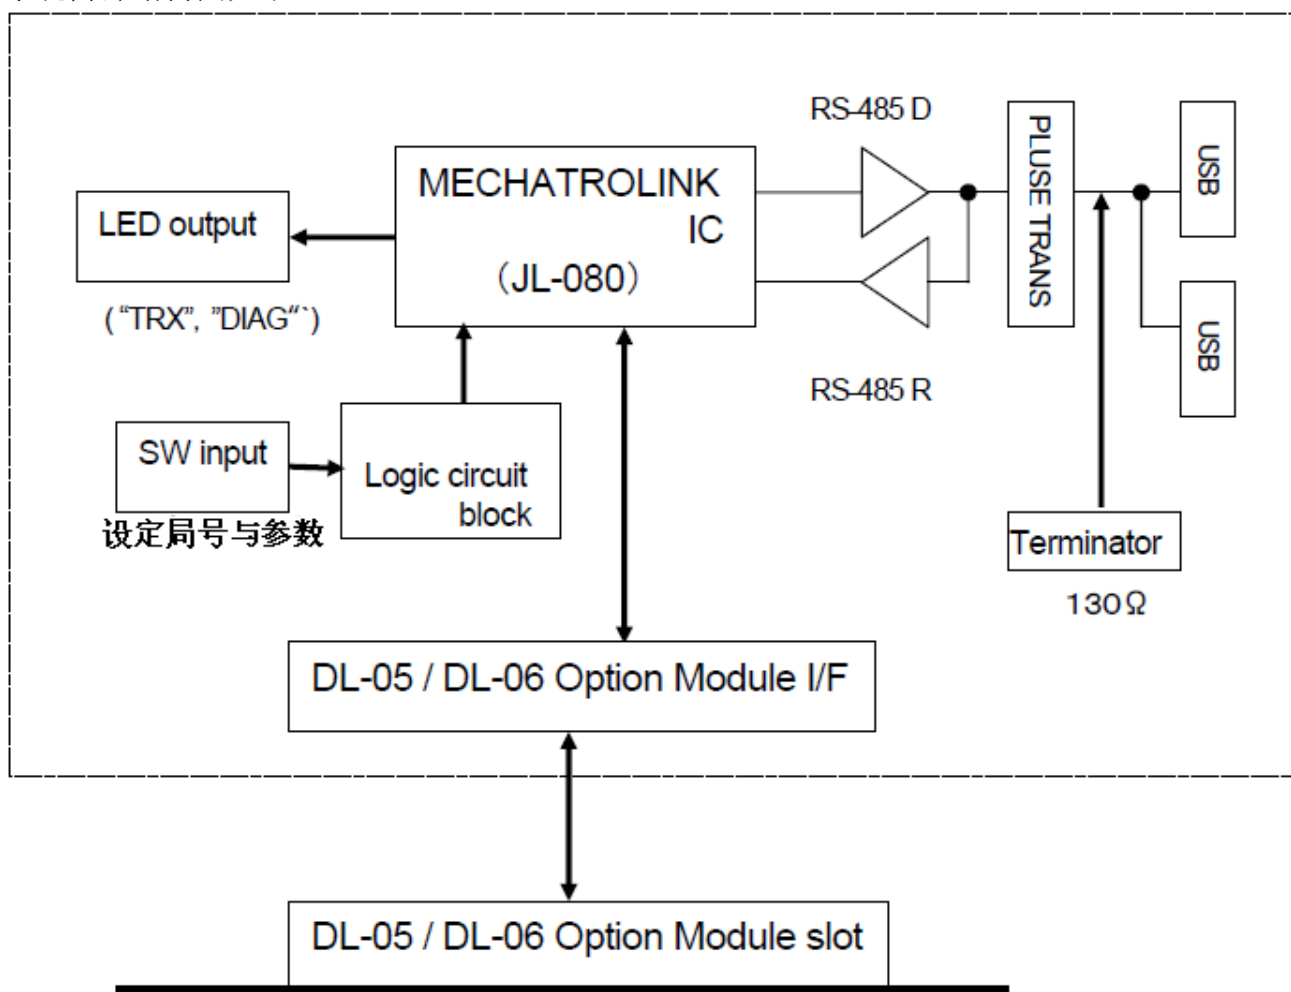 RS-485 D
MECHATROLINK
IC
（JL-080）
PLUSE TRANS
USB
LED output
( “TRX”, ”DIAG“`)
USB
RS-485 R
SW input
Logic circuit
block
设定局号与参数
Terminator
130Ω
DL-05 / DL-06 Option Module I/F
DL-05 / DL-06 Option Module slot